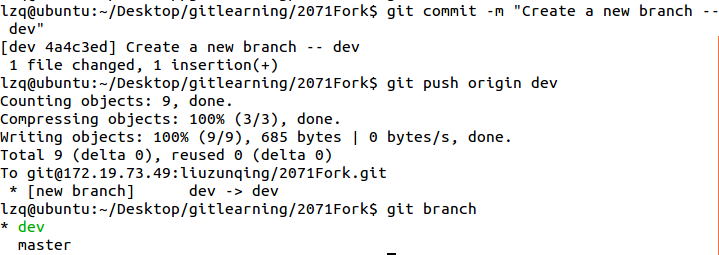 lzq@ubuntu:~/Desktop/gitlearning/2071Fork$ git commit -m "Create a new branch --
 dev"
[dev 4a4c3ed] Create a new branch -- dev
 1 file changed, 1 insertion(+)
lzq@ubuntu:~/Desktop/gitlearning/2071Fork$ git push origin dev
Counting objects: 9, done.
Compressing objects: 100% (3/3), done.
Writing objects: 100% (9/9), 685 bytes | 0 bytes/s, done.
Total 9 (delta 0), reused 0 (delta 0)
To git@172.19.73.49:liuzunqing/2071Fork.git
 * [new branch]      dev -> dev
lzq@ubuntu:~/Desktop/gitlearning/2071Fork$ git branch
* dev
  master